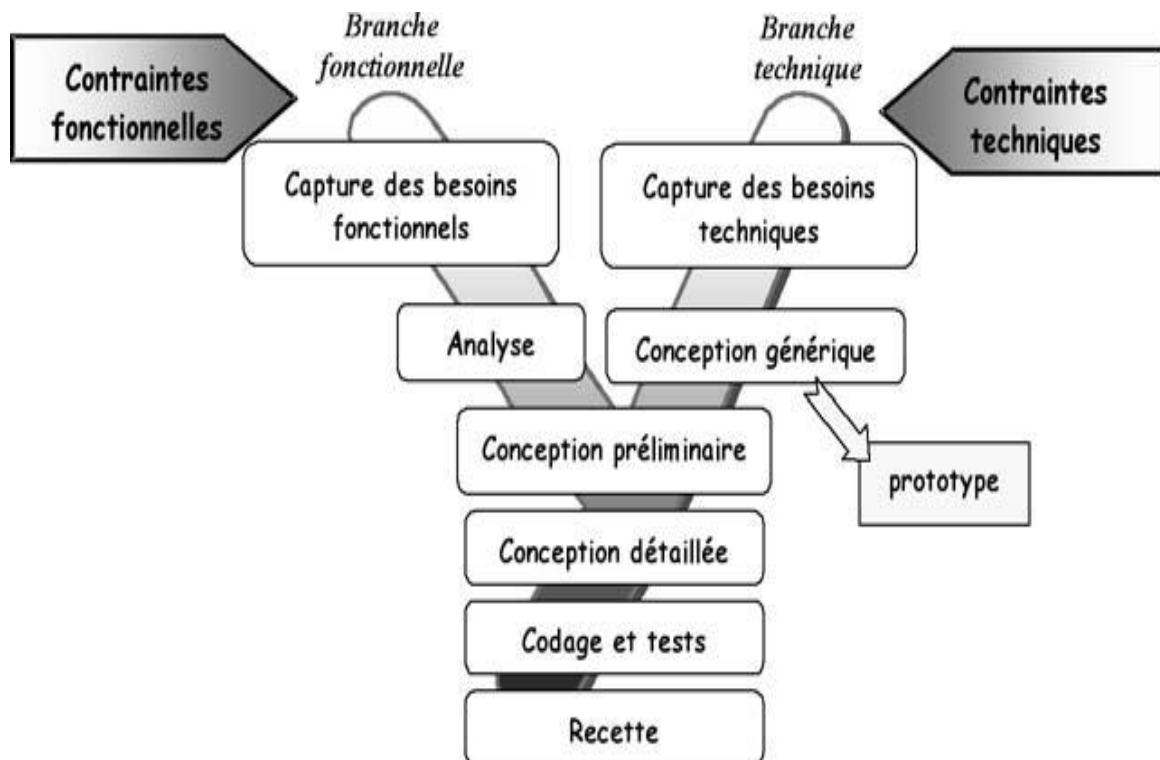 Branche
fonctionnelle
Branche
technique
Contraintes
fonctionnelles
Contraintes
techniques
Capture des besoins
fonctionnels
Capture des besoins
techniques
Analyse
Conception générique
Conception préliminaire
prototype
Conception détaillée
Codage et tests
Recette